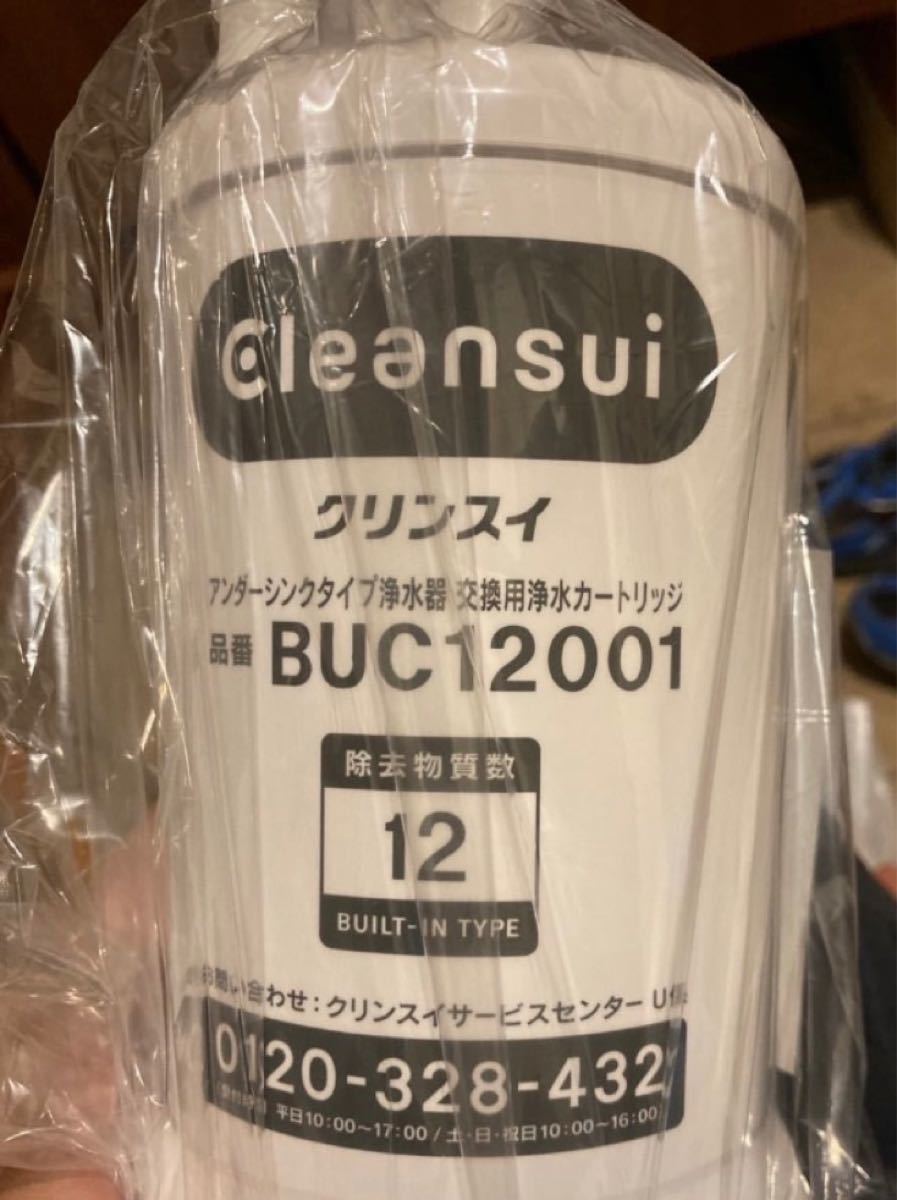 Cleansui
クリンスイ
アンダーシンクタイプ浄水器 交換用浄水カートリッジ
品番 BUC12001
除去物質数
12
BUILT-IN TYPE
お問い合わせ：クリンスイサービスセンター U
0120-328-432
平日10:00〜17:00/土・日・祝日10:00〜16:00